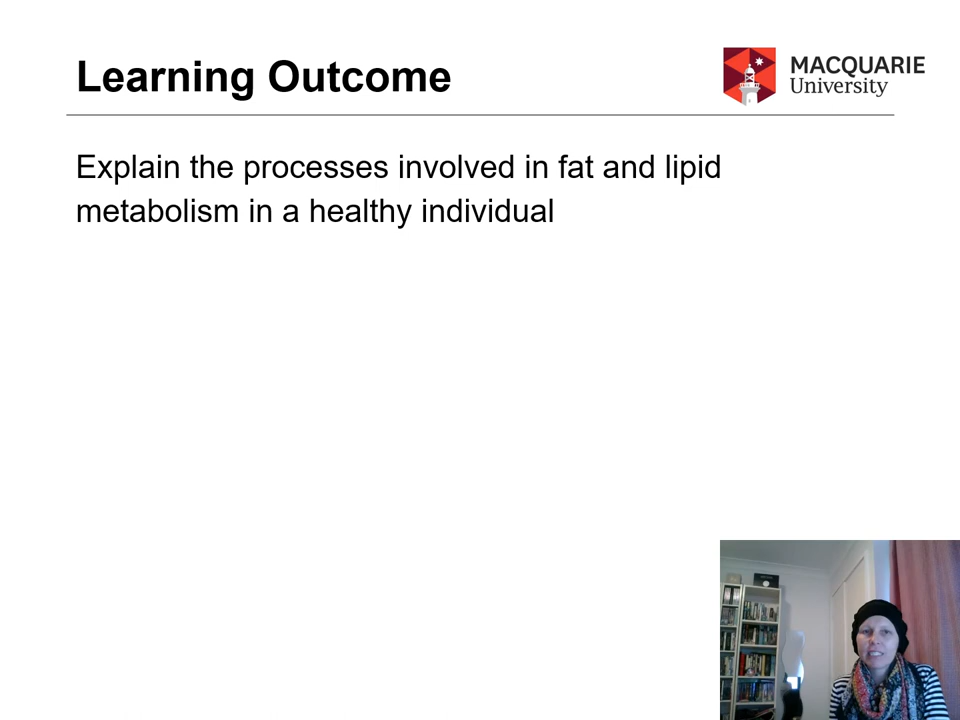 Learning Outcome
MACQUARIE
University
Explain the processes involved in fat and lipid
metabolism in a healthy individual